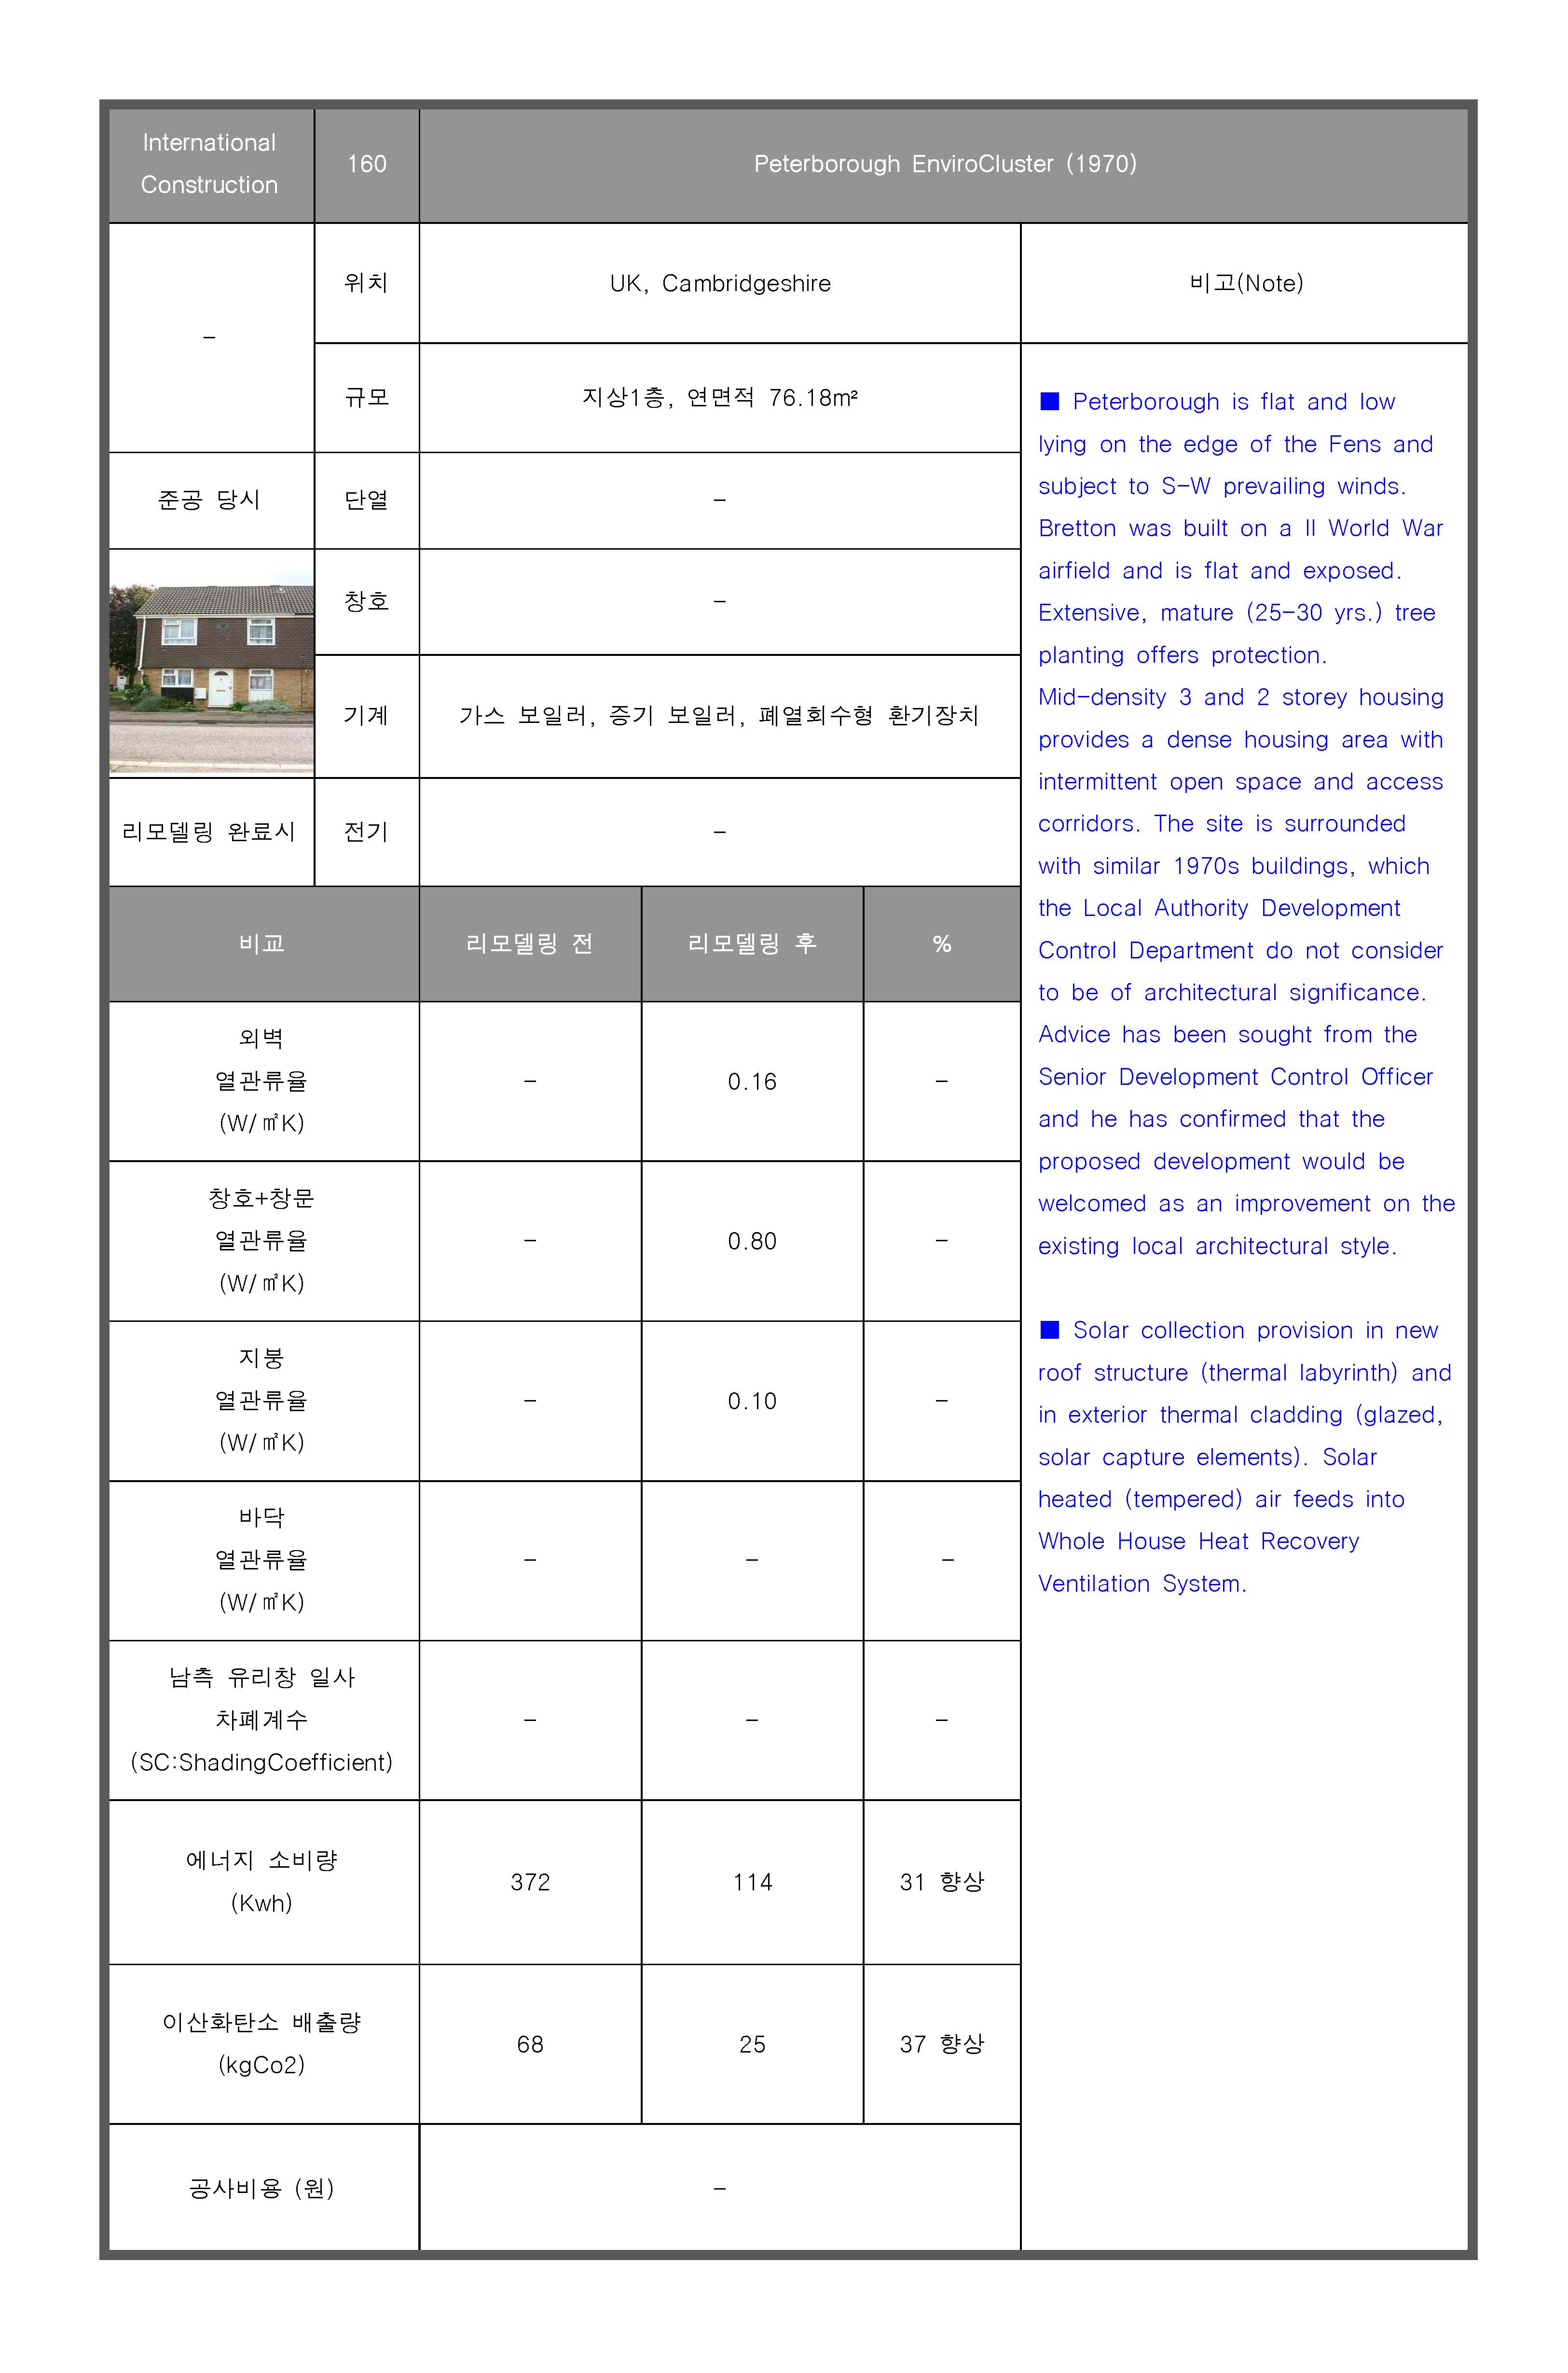 International
Construction
160
Peterborough EnviroCluster (1970)
-
위치
UK, Cambridgeshire
비고(Note)
규모
지상1층, 연면적 76.18m²
준공 당시
단열
-
창호
-
기계
가스 보일러, 증기 보일러, 폐열회수형 환기장치
리모델링 완료시
전기
-
■ Peterborough is flat and low
lying on the edge of the Fens and
subject to S-W prevailing winds.
Bretton was built on a II World War
airfield and is flat and exposed.
Extensive, mature (25-30 yrs.) tree
planting offers protection.
Mid-density 3 and 2 storey housing
provides a dense housing area with
intermittent open space and access
corridors. The site is surrounded
with similar 1970s buildings, which
the Local Authority Development
Control Department do not consider
to be of architectural significance.
Advice has been sought from the
Senior Development Control Officer
and he has confirmed that the
proposed development would be
welcomed as an improvement on the
existing local architectural style.
■ Solar collection provision in new
roof structure (thermal labyrinth) and
in exterior thermal cladding (glazed,
solar capture elements). Solar
heated (tempered) air feeds into
Whole House Heat Recovery
Ventilation System.
비교
리모델링 전
리모델링 후
%
외벽
열관류율
(W/㎡K)
-
0.16
-
창호+창문
열관류율
(W/㎡K)
-
0.80
-
지붕
열관류율
(W/㎡K)
-
0.10
-
바닥
열관류율
(W/㎡K)
-
-
-
남측 유리창 일사
차폐계수
(SC:ShadingCoefficient)
-
-
-
에너지 소비량
(Kwh)
372
114
31 향상
이산화탄소 배출량
(kgCo2)
68
25
37 향상
공사비용 (원)
-